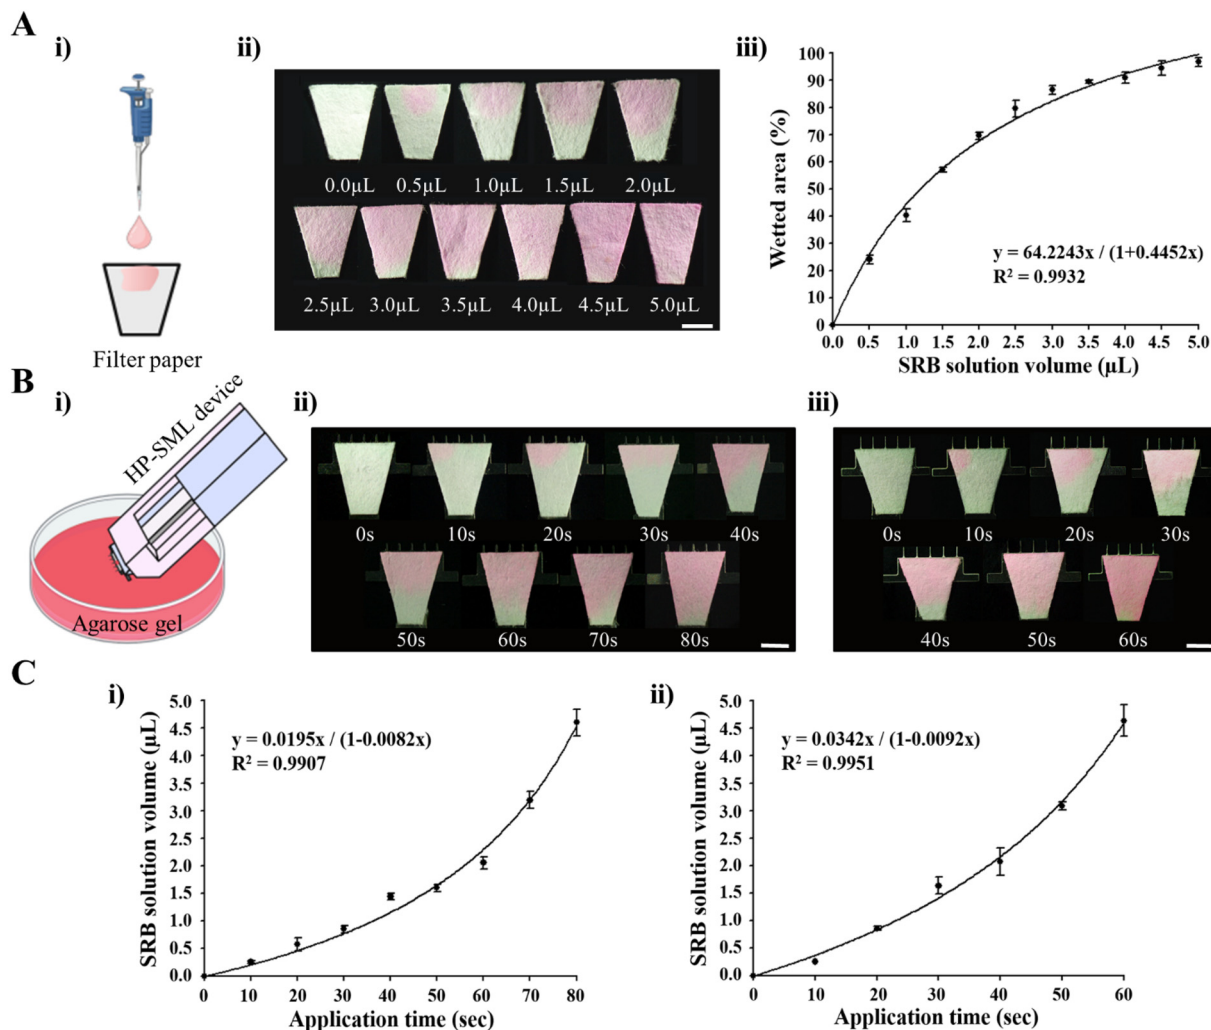 A
i)
Filter paper
ii)
0.0µL 0.5µL 1.0µL 1.5µL 2.0µL
2.5µL 3.0µL 3.5µL 4.0µL 4.5µL 5.0µL
iii)
Wetted area (%)
100
90
80
70
60
50
40
30
20
10
0
y = 64.2243x / (1+0.4452x)
R² = 0.9932
0.0 0.5 1.0 1.5 2.0 2.5 3.0 3.5 4.0 4.5 5.0
SRB solution volume (µL)
B
i)
HP-SML device
Agarose gel
ii)
0s 10s 20s 30s 40s
50s 60s 70s 80s
iii)
0s 10s 20s 30s
40s 50s 60s
C
i)
SRB solution volume (µL)
5.0
4.5
4.0
3.5
3.0
2.5
2.0
1.5
1.0
0.5
0.0
y = 0.0195x / (1-0.0082x)
R² = 0.9907
0 10 20 30 40 50 60 70 80
Application time (sec)
ii)
SRB solution volume (µL)
5.0
4.5
4.0
3.5
3.0
2.5
2.0
1.5
1.0
0.5
0.0
y = 0.0342x / (1-0.0092x)
R² = 0.9951
0 10 20 30 40 50 60
Application time (sec)